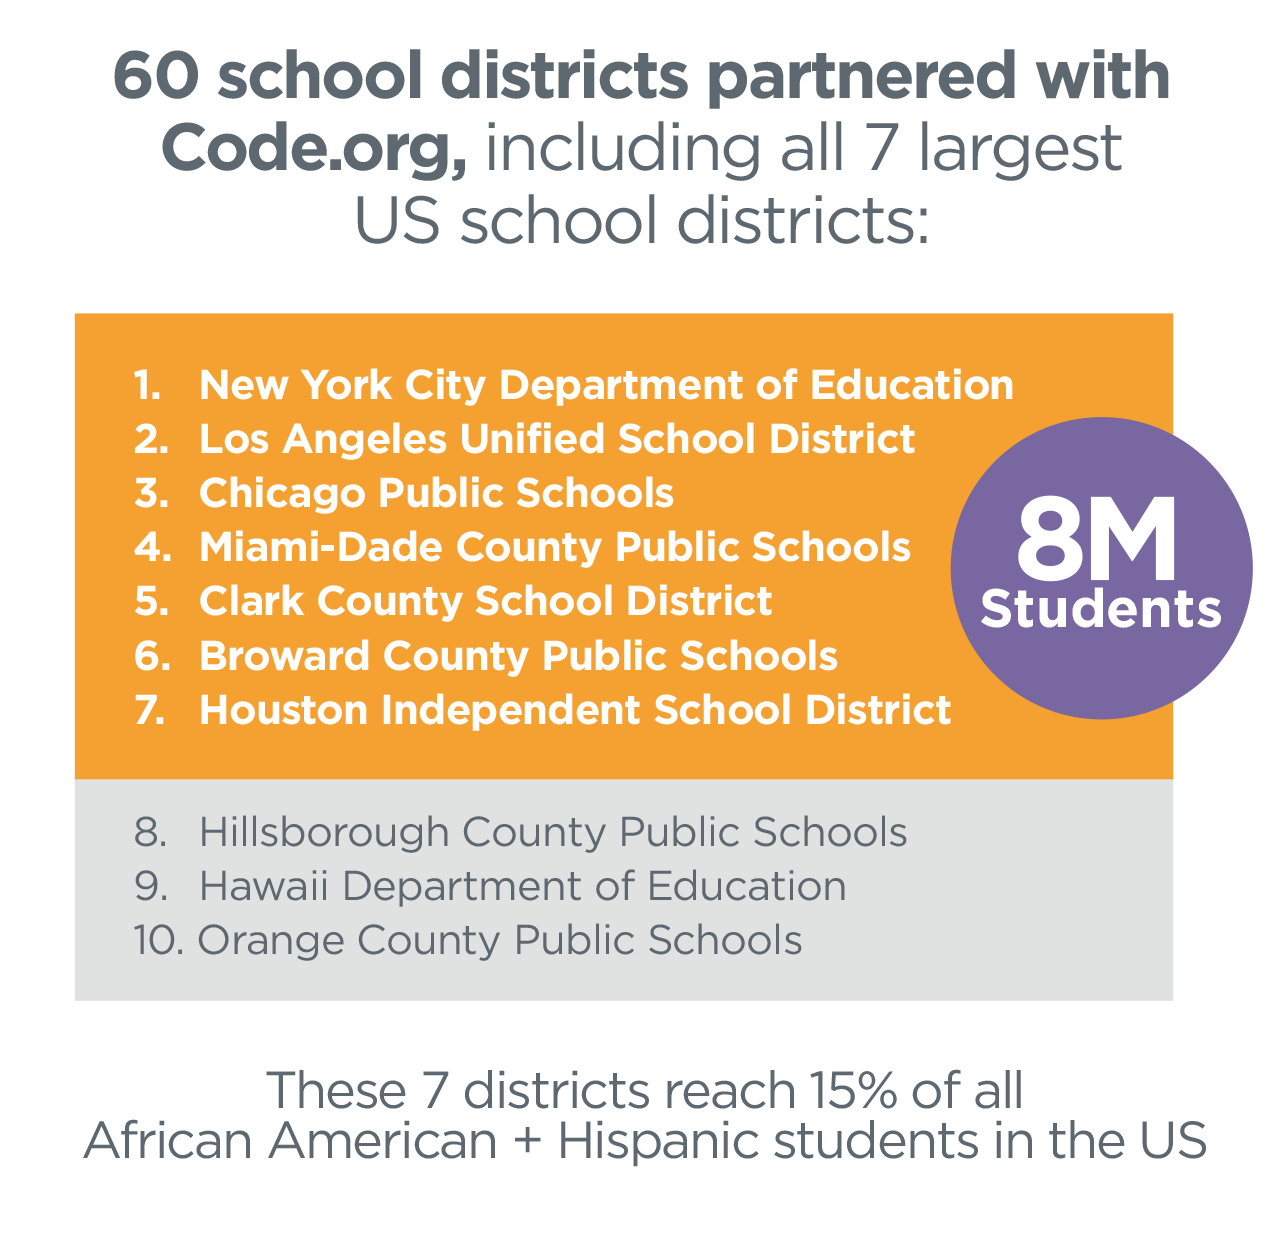 60 school districts partnered with
Code.org, including all 7 largest
US school districts:
1. New York City Department of Education
2. Los Angeles Unified School District
3. Chicago Public Schools
4. Miami-Dade County Public Schools
5. Clark County School District
6. Broward County Public Schools
7. Houston Independent School District
8M
Students
8. Hillsborough County Public Schools
9. Hawaii Department of Education
10. Orange County Public Schools
These 7 districts reach 15% of all
African American + Hispanic students in the US